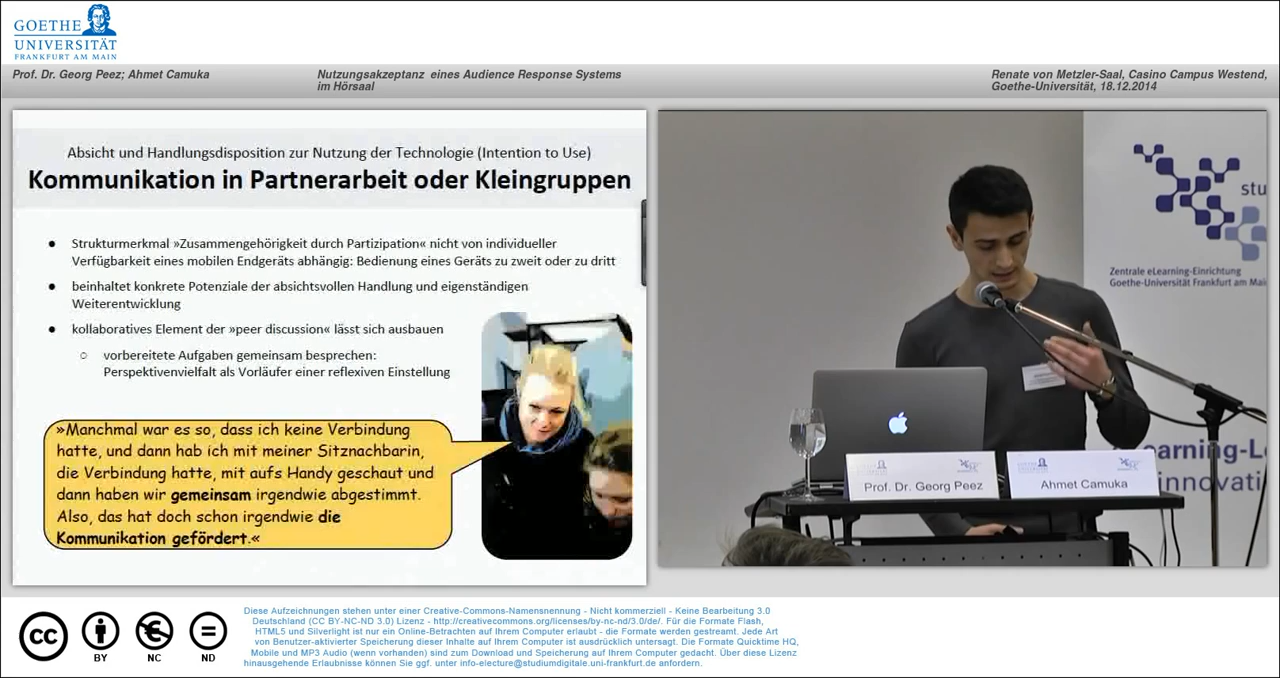 GOETHE
UNIVERSITÄT
FRANKFURT AM MAIN
Prof. Dr. Georg Peez; Ahmet Camuka
Nutzungsakzeptanz eines Audience Response Systems
im Hörsaal
Renate von Metzler-Saal, Casino Campus Westend,
Goethe-Universität, 18.12.2014
Absicht und Handlungsdisposition zur Nutzung der Technologie (Intention to Use)
Kommunikation in Partnerarbeit oder Kleingruppen
● Strukturmerkmal »Zusammengehörigkeit durch Partizipation« nicht von individueller
Verfügbarkeit eines mobilen Endgeräts abhängig: Bedienung eines Geräts zu zweit oder zu dritt
● beinhaltet konkrete Potenziale der absichtsvollen Handlung und eigenständigen
Weiterentwicklung
● kollaboratives Element der »peer discussion« lässt sich ausbauen
○ vorbereitete Aufgaben gemeinsam besprechen:
Perspektivenvielfalt als Vorläufer einer reflexiven Einstellung
»Manchmal war es so, dass ich keine Verbindung
hatte, und dann hab ich mit meiner Sitznachbarin,
die Verbindung hatte, mit aufs Handy geschaut und
dann haben wir gemeinsam irgendwie abgestimmt.
Also, das hat doch schon irgendwie die
Kommunikation gefördert.«
stu
Zentrale eLearning-Einrichtung
Goethe-Universität Frankfurt am Mai
earning-L
innovati
Prof. Dr. Georg Peez
Ahmet Camuka
cc
BY
NC
ND
Diese Aufzeichnungen stehen unter einer Creative-Commons-Namensnennung - Nicht kommerziell - Keine Bearbeitung 3.0
Deutschland (CC BY-NC-ND 3.0) Lizenz - http://creativecommons.org/licenses/by-nc-nd/3.0/de/. Für die Formate Flash,
HTML5 und Silverlight ist nur ein Online-Betrachten auf Ihrem Computer erlaubt - die Formate werden gestreamt. Jede Art
von Benutzer-aktivierter Speicherung dieser Inhalte auf Ihrem Computer ist ausdrücklich untersagt. Die Formate Quicktime HQ,
Mobile und MP3 Audio (wenn vorhanden) sind zum Download und Speicherung auf Ihrem Computer gedacht. Über diese Lizenz
hinausgehende Erlaubnisse können Sie ggf. unter info-electure@studiumdigitale.uni-frankfurt.de anfordern.